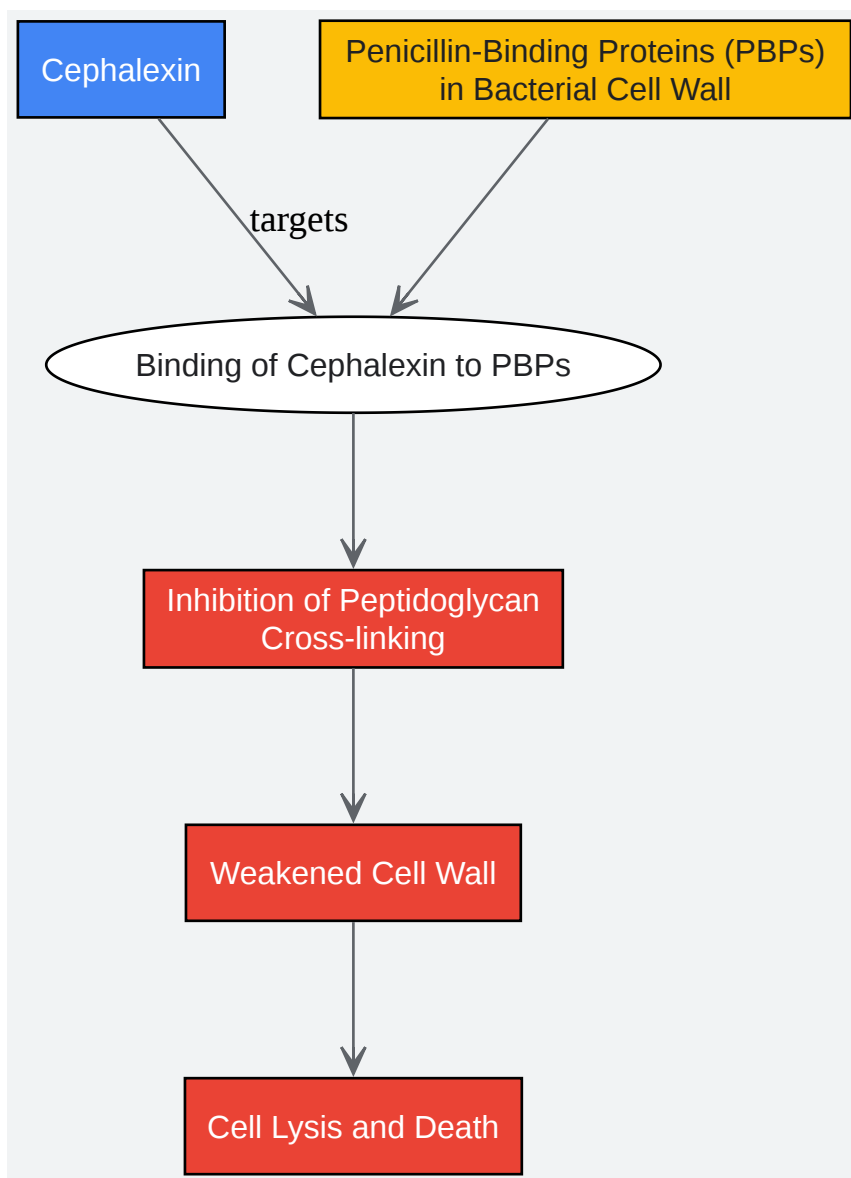 Cephalexin
Penicillin-Binding Proteins (PBPs)
in Bacterial Cell Wall
targets
Binding of Cephalexin to PBPs
Inhibition of Peptidoglycan
Cross-linking
Weakened Cell Wall
Cell Lysis and Death